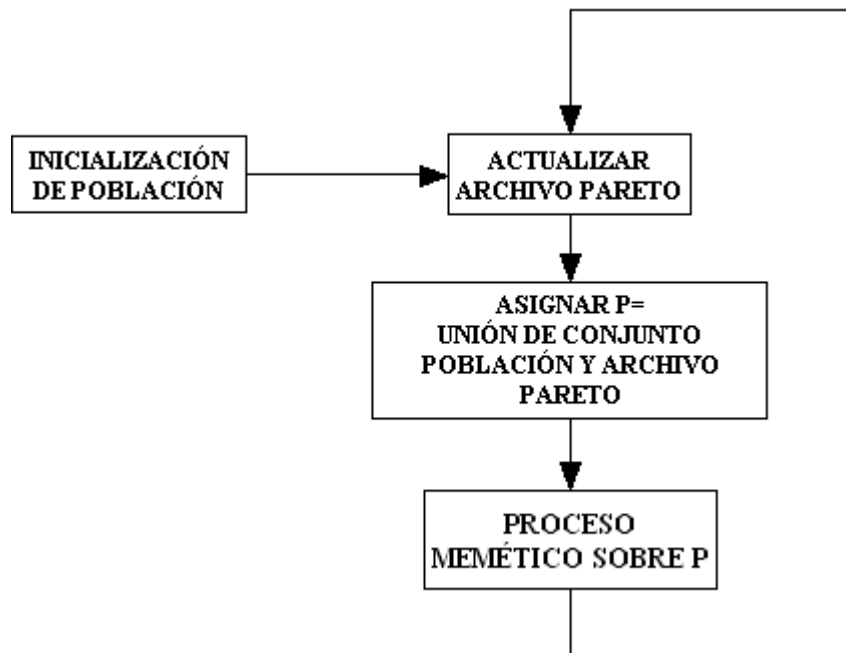 INICIALIZACIÓN
DE POBLACIÓN
ACTUALIZAR
ARCHIVO PARETO
ASIGNAR P=
UNIÓN DE CONJUNTO
POBLACIÓN Y ARCHIVO
PARETO
PROCESO
MEMÉTICO SOBRE P